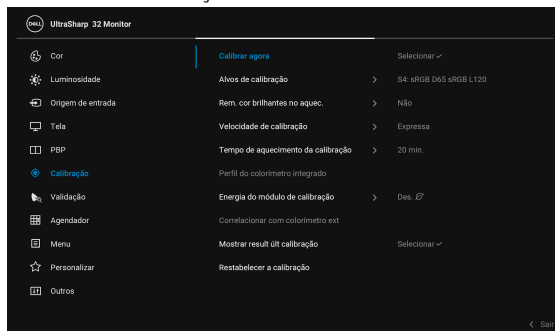 DELL UltraSharp 32 Monitor
Cor Calibrar agora Selecionar
Luminosidade Alvos de calibração S4: sRGB D65 sRGB L120
Origem de entrada Rem. cor brilhantes no aquec. Não
Tela Velocidade de calibração Expressa
PBP Tempo de aquecimento da calibração 20 min.
Calibração Perfil do colorímetro integrado
Validação Energia do módulo de calibração Des.
Agendador Correlacionar com colorímetro ext
Menu Mostrar result últ calibração Selecionar
Personalizar Restabelecer a calibração
Outros
Sair